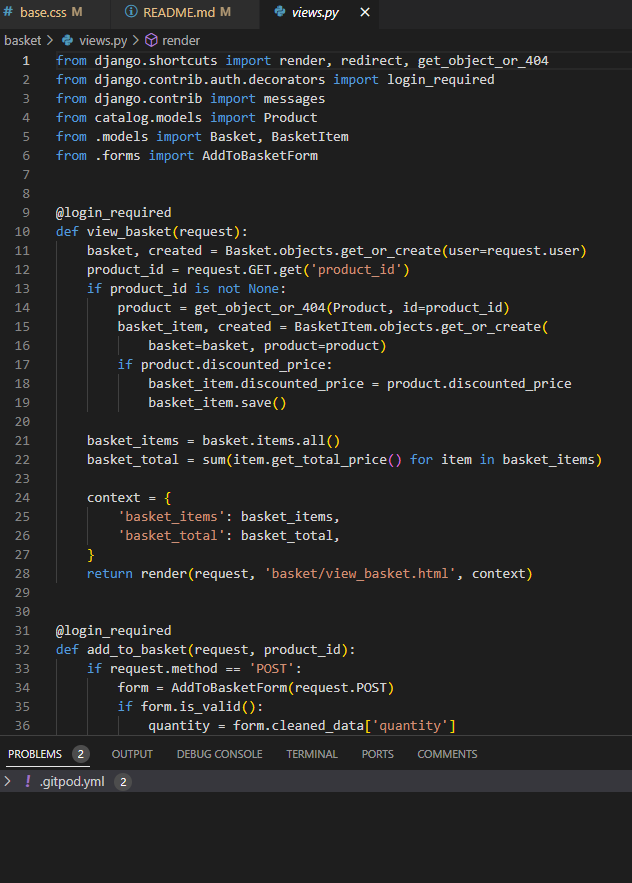 # base.css M README.md M views.py ×
basket > views.py > render
1 from django.shortcuts import render, redirect, get_object_or_404
2 from django.contrib.auth.decorators import login_required
3 from django.contrib import messages
4 from catalog.models import Product
5 from .models import Basket, BasketItem
6 from .forms import AddToBasketForm
7
8
9 @login_required
10 def view_basket(request):
11     basket, created = Basket.objects.get_or_create(user=request.user)
12     product_id = request.GET.get('product_id')
13     if product_id is not None:
14         product = get_object_or_404(Product, id=product_id)
15         basket_item, created = BasketItem.objects.get_or_create(
16             basket=basket, product=product)
17         if product.discounted_price:
18             basket_item.discounted_price = product.discounted_price
19             basket_item.save()
20
21     basket_items = basket.items.all()
22     basket_total = sum(item.get_total_price() for item in basket_items)
23
24     context = {
25         'basket_items': basket_items,
26         'basket_total': basket_total,
27     }
28     return render(request, 'basket/view_basket.html', context)
29
30
31 @login_required
32 def add_to_basket(request, product_id):
33     if request.method == 'POST':
34         form = AddToBasketForm(request.POST)
35         if form.is_valid():
36             quantity = form.cleaned_data['quantity']
PROBLEMS 2 OUTPUT DEBUG CONSOLE TERMINAL PORTS COMMENTS
> ! .gitpod.yml 2